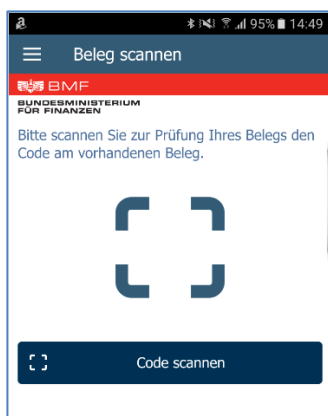 95% 14:49
Beleg scannen
BMF
BUNDESMINISTERIUM
FÜR FINANZEN
Bitte scannen Sie zur Prüfung Ihres Belegs den
Code am vorhandenen Beleg.
Code scannen